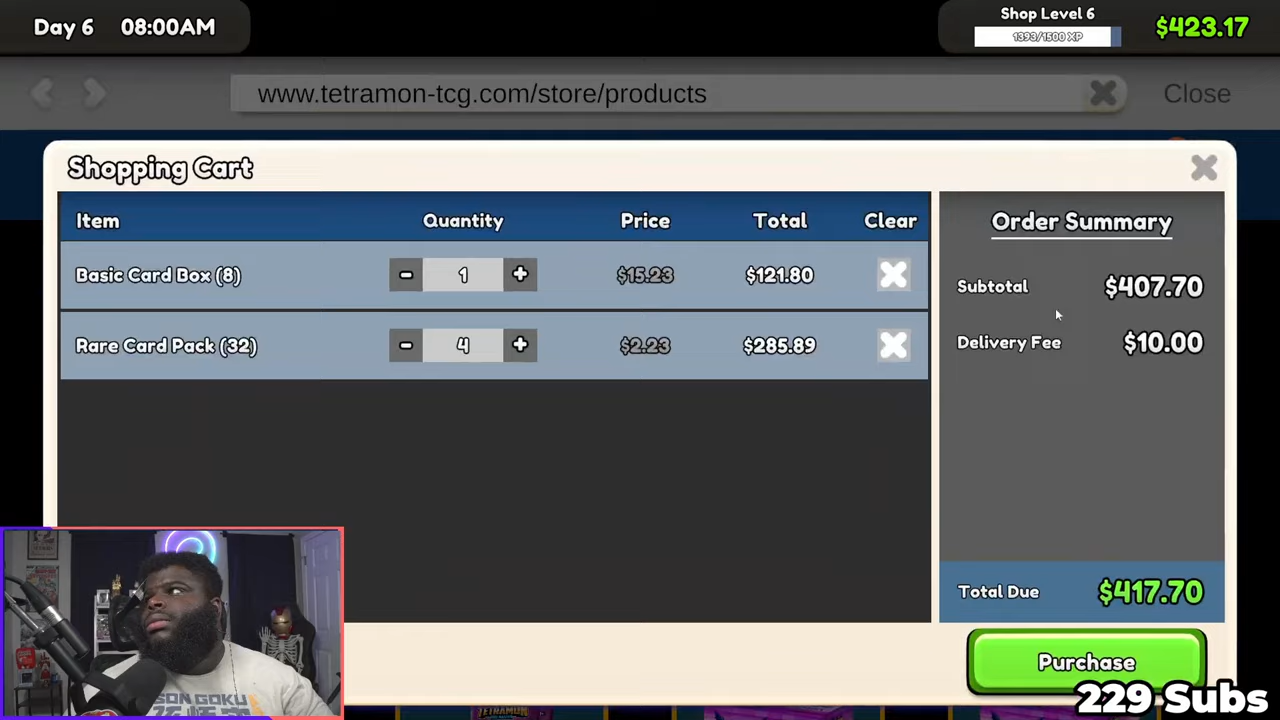 Day 6 08:00AM
Shop Level 6
1393/1500 XP
$423.17
www.tetramon-tcg.com/store/products
Close
Shopping Cart
Item Quantity Price Total Clear
Basic Card Box (8) - 1 + $15.23 $121.80
Rare Card Pack (32) - 4 + $2.23 $285.89
Order Summary
Subtotal $407.70
Delivery Fee $10.00
Total Due $417.70
Purchase
229 Subs
SON GOKU
TETRAMON